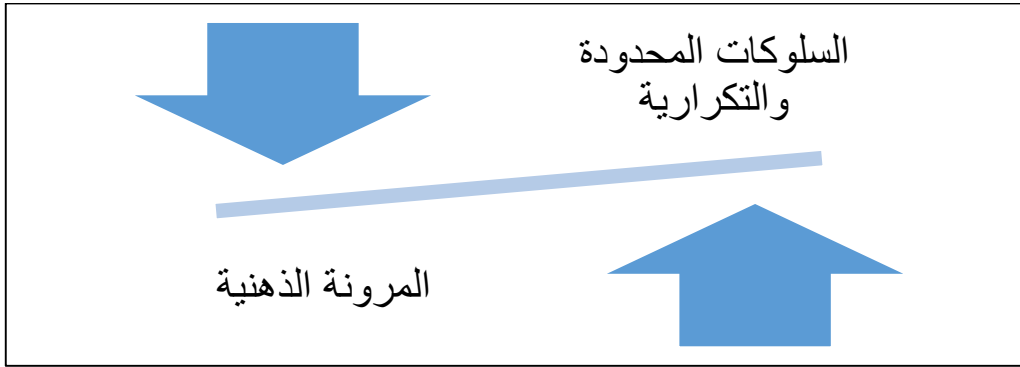 السلوكات المحدودة
والتكرارية
المرونة الذهنية